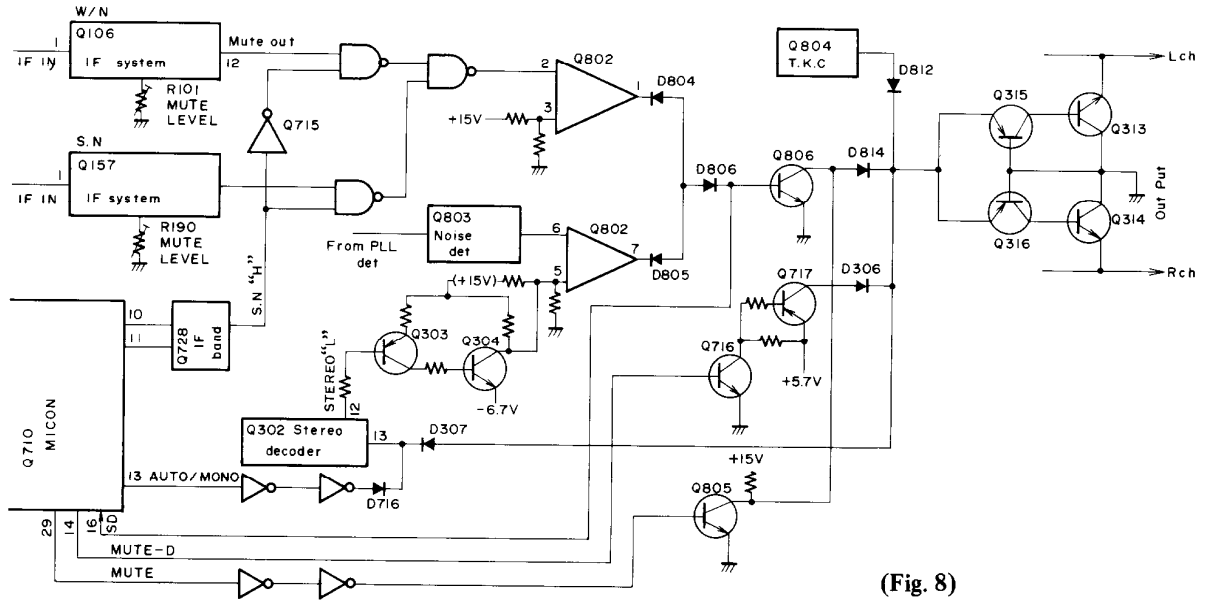 W/N
Q106
IF system
1
IF IN
Mute out
12
R101
MUTE
LEVEL
Q715
S.N
Q157
IF system
1
IF IN
R190
MUTE
LEVEL
S.N "H"
Q802
2
3
1
+15V
D804
Q803
Noise
det
From PLL
det
Q802
6
5
7
D805
(+15V)
D806
Q806
D814
Q804
T.K.C
D812
Q315
Q313
Q316
Q314
Lch
Rch
Out Put
Q717
D306
Q716
+5.7V
Q303
Q304
-6.7V
STEREO "L"
12
Q302 Stereo
decoder
13
D307
10
11
Q728
IF
band
Q710
MICON
13 AUTO/MONO
D716
29
14
16
SD
MUTE-D
MUTE
+15V
Q805
(Fig. 8)